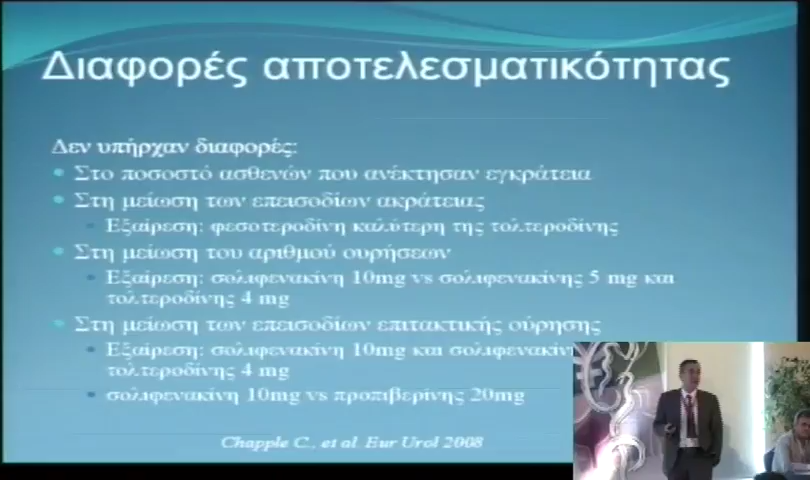 Διαφορές αποτελεσματικότητας
Δεν υπήρχαν διαφορές:
Στο ποσοστό ασθενών που ανέκτησαν εγκράτεια
Στη μείωση των επεισοδίων ακράτειας
Εξαίρεση: φεσοτεροδίνη καλύτερη της τολτεροδίνης
Στη μείωση του αριθμού ουρήσεων
Εξαίρεση: σολιφενακίνη 10mg vs σολιφενακίνης 5 mg και
τολτεροδίνης 4 mg
Στη μείωση των επεισοδίων επιτακτικής ούρησης
Εξαίρεση: σολιφενακίνη 10mg και
τολτεροδίνης 4 mg
σολιφενακίνη 10mg vs προπιβερίνης 20mg
Chapple C., et al. Eur Urol 2008